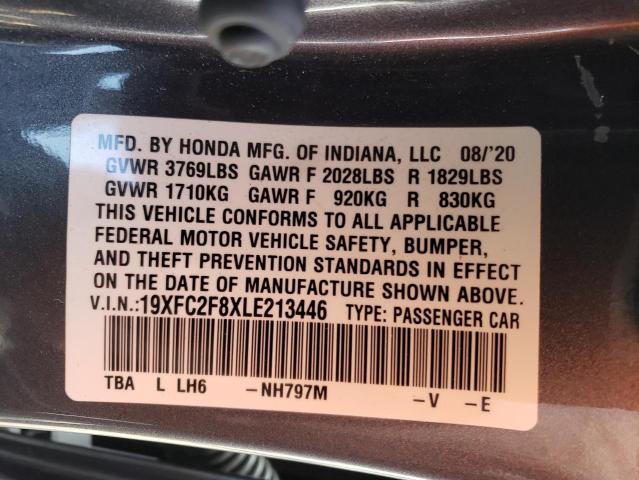 MFD. BY HONDA MFG. OF INDIANA, LLC 08/'20
GVWR 3769LBS GAWR F 2028LBS R 1829LBS
GVWR 1710KG GAWR F 920KG R 830KG
THIS VEHICLE CONFORMS TO ALL APPLICABLE
FEDERAL MOTOR VEHICLE SAFETY, BUMPER,
AND THEFT PREVENTION STANDARDS IN EFFECT
ON THE DATE OF MANUFACTURE SHOWN ABOVE.
V.I.N.:19XFC2F8XLE213446 TYPE: PASSENGER CAR
TBA L LH6 -NH797M -V -E